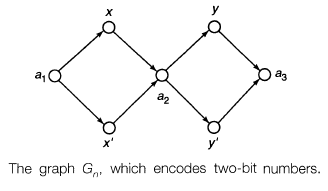 x
y
a₁
a₂
a₃
x'
y'
The graph Gₙ, which encodes two-bit numbers.